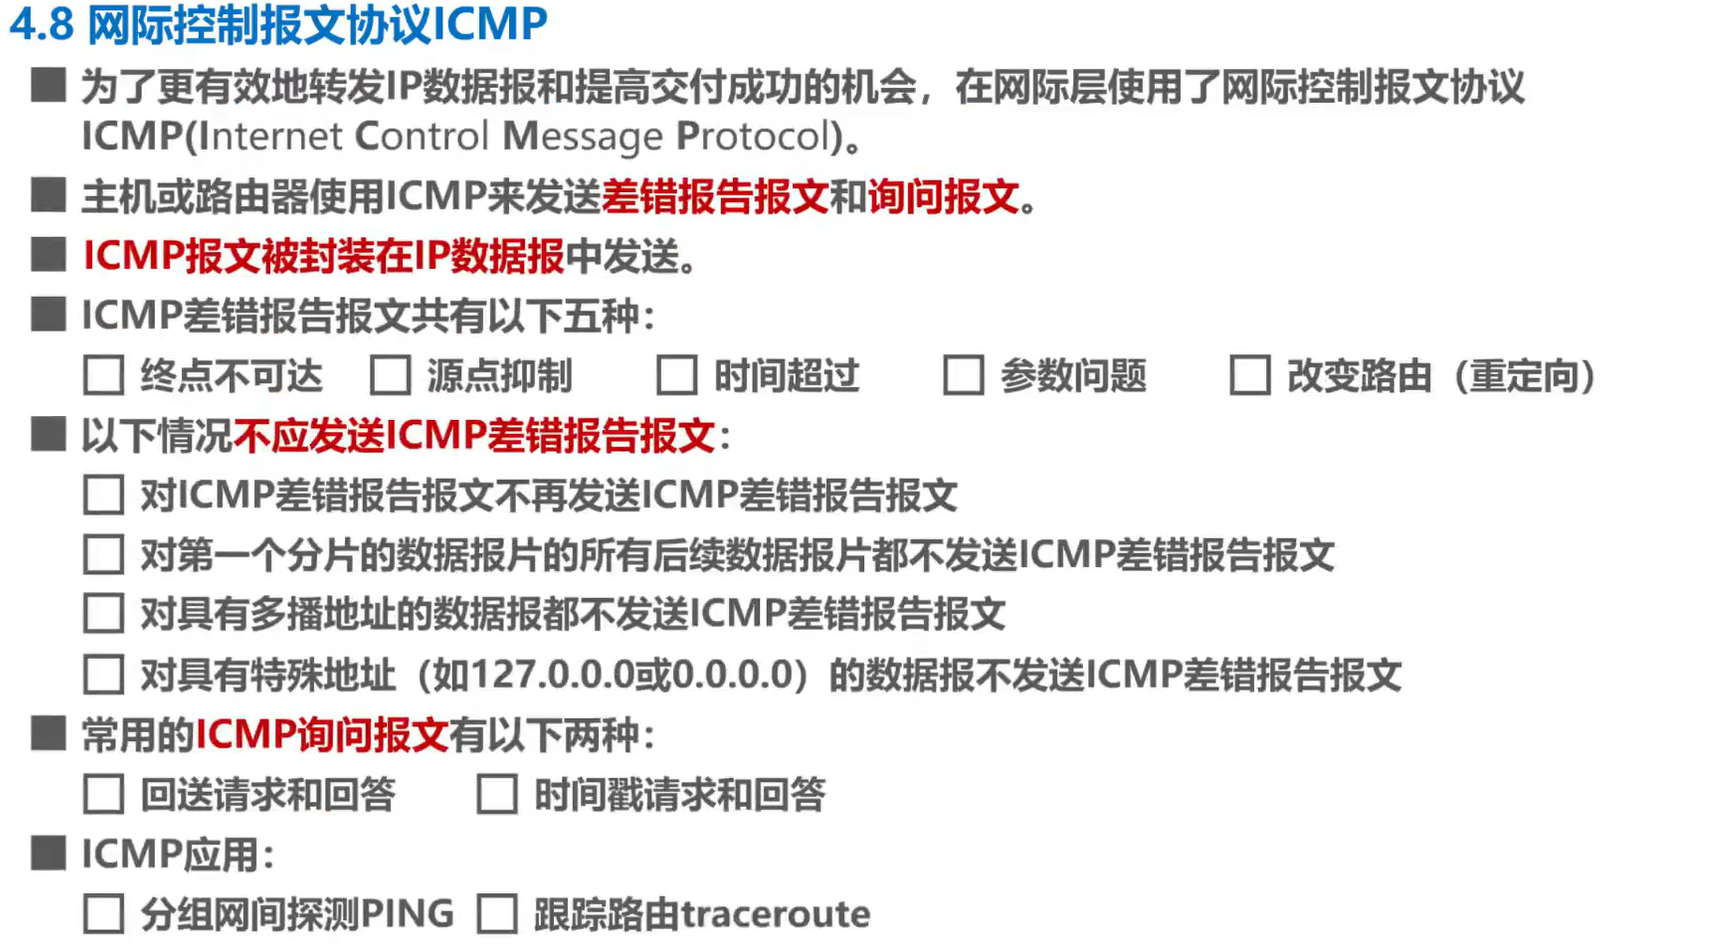 4.8 网际控制报文协议ICMP
为了更有效地转发IP数据报和提高交付成功的机会，在网际层使用了网际控制报文协议
ICMP(Internet Control Message Protocol)。
主机或路由器使用ICMP来发送差错报告报文和询问报文。
ICMP报文被封装在IP数据报中发送。
ICMP差错报告报文共有以下五种：
终点不可达 源点抑制 时间超过 参数问题 改变路由（重定向）
以下情况不应发送ICMP差错报告报文：
对ICMP差错报告报文不再发送ICMP差错报告报文
对第一个分片的数据报片的所有后续数据报片都不发送ICMP差错报告报文
对具有多播地址的数据报都不发送ICMP差错报告报文
对具有特殊地址（如127.0.0.0或0.0.0.0）的数据报不发送ICMP差错报告报文
常用的ICMP询问报文有以下两种：
回送请求和回答 时间戳请求和回答
ICMP应用：
分组网间探测PING 跟踪路由traceroute